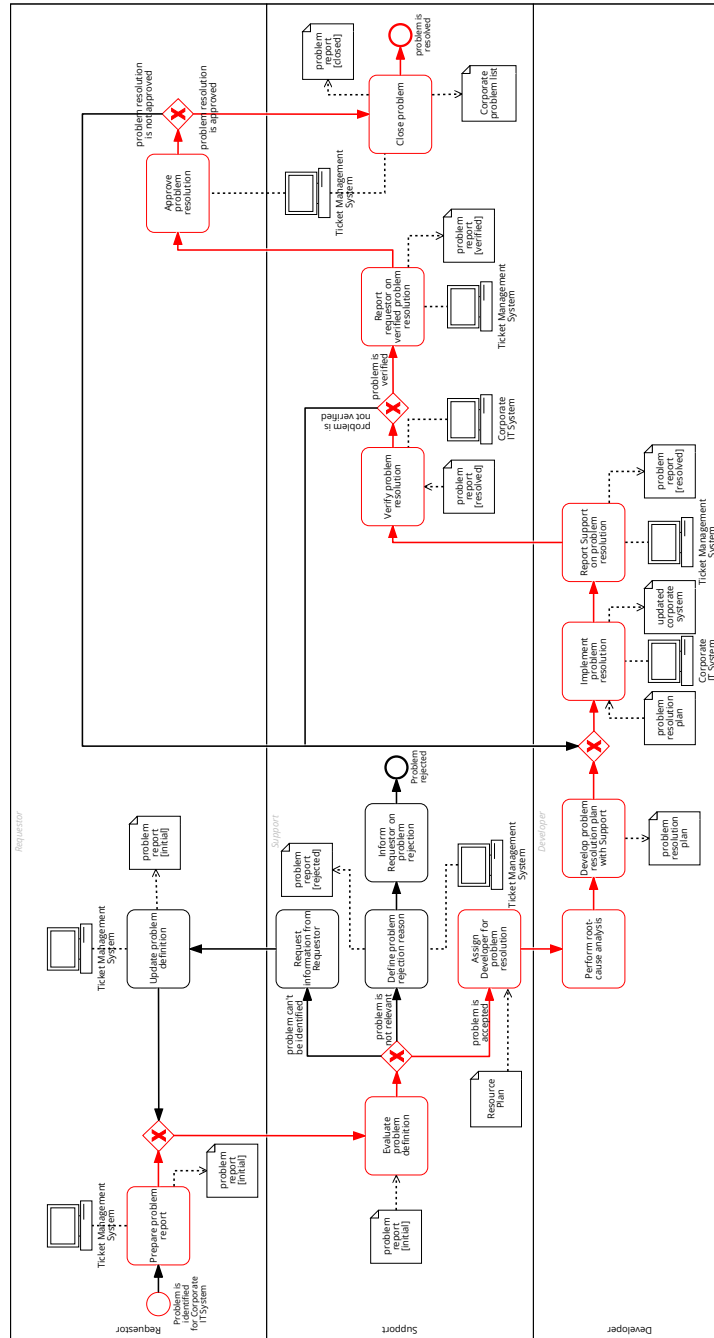 Requestor
Problem is
identified
for Corporate
IT System
Prepare problem
report
Ticket Management
System
problem
report
[initial]
Update problem
definition
Ticket Management
System
problem
report
[initial]
Requestor
Approve
problem
resolution
problem resolution
is not approved
problem resolution
is approved
Support
problem
report
[initial]
Evaluate
problem
definition
problem can't
be identified
problem is
not relevant
problem is
accepted
Resource
Plan
Request
information from
Requestor
Define problem
rejection reason
Assign
Developer for
problem
resolution
problem
report
[rejected]
Ticket Management
System
Inform
Requestor on
problem
rejection
Problem
rejected
Support
Verify problem
resolution
problem
report
[resolved]
Corporate
IT System
problem is
not verified
problem is
verified
Report
requestor on
verified problem
resolution
Ticket Management
System
problem
report
[verified]
Ticket Management
System
Close problem
problem
report
[closed]
Corporate
problem list
problem is
resolved
Developer
Perform root-
cause analysis
Develop problem
resolution plan
with Support
problem
resolution
plan
Developer
Implement
problem
resolution
problem
resolution
plan
Corporate
IT System
updated
corporate
system
Report Support
on problem
resolution
Ticket Management
System
problem
report
[resolved]